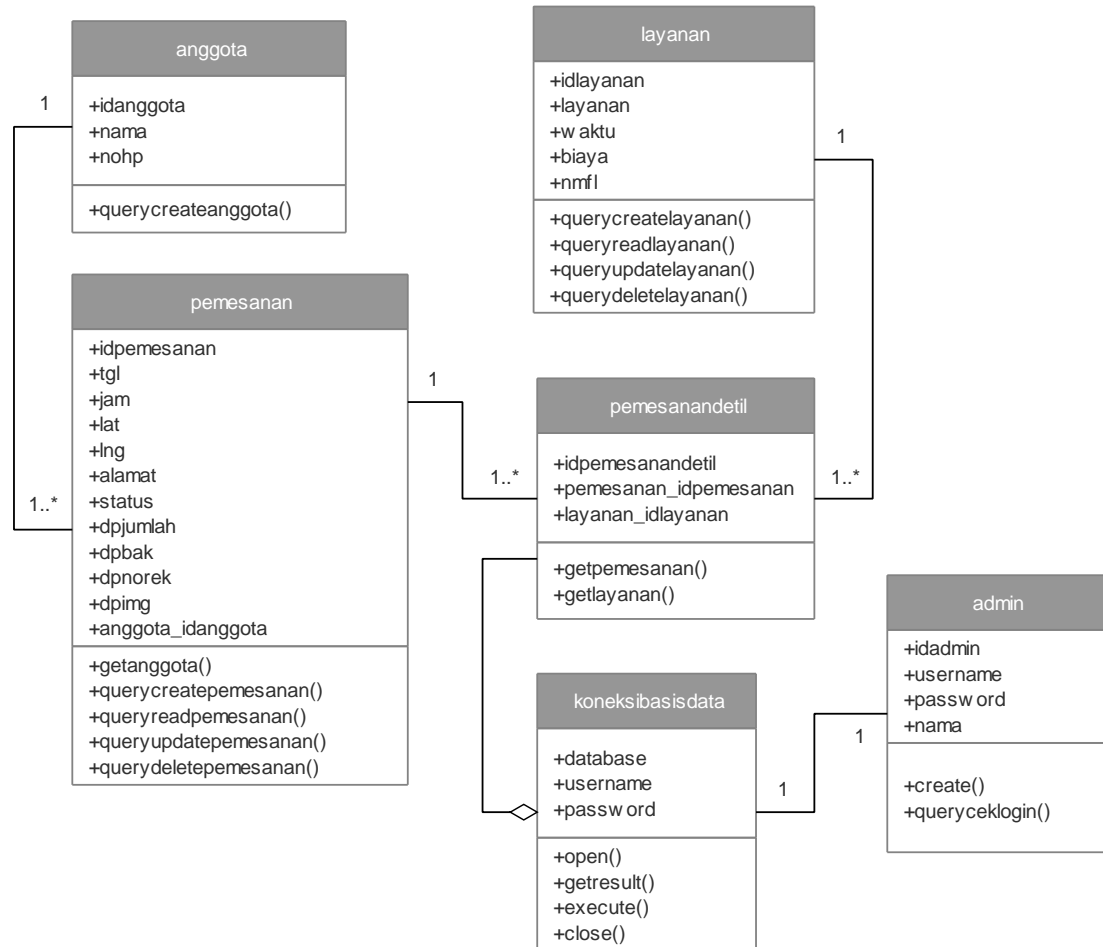 anggota
+idanggota
+nama
+nohp
+querycreateanggota()
1
1..*
layanan
+idlayanan
+layanan
+waktu
+biaya
+nmfl
+querycreatelayanan()
+queryreadlayanan()
+queryupdatelayanan()
+querydeletelayanan()
1
1..*
pemesanan
+idpemesanan
+tgl
+jam
+lat
+lng
+alamat
+status
+dpjumlah
+dpbak
+dpnorek
+dpimg
+anggota_idanggota
+getanggota()
+querycreatepemesanan()
+queryreadpemesanan()
+queryupdatepemesanan()
+querydeletepemesanan()
1
1..*
pemesanandetil
+idpemesanandetil
+pemesanan_idpemesanan
+layanan_idlayanan
+getpemesanan()
+getlayanan()
koneksibasisdata
+database
+username
+password
+open()
+getresult()
+execute()
+close()
1
1
admin
+idadmin
+username
+password
+nama
+create()
+queryceklogin()